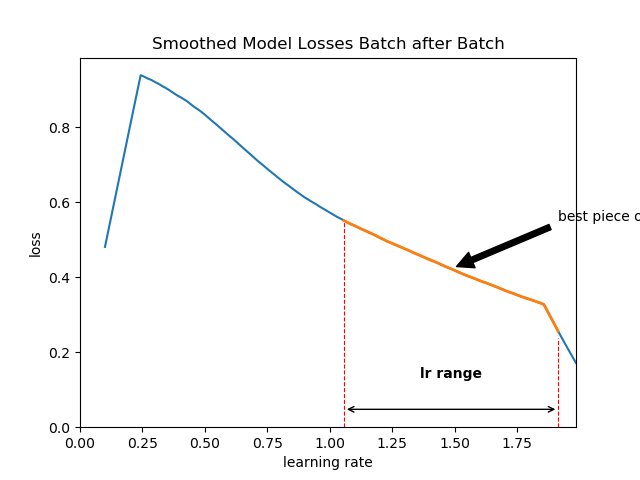 Smoothed Model Losses Batch after Batch
loss
0.8
0.6
0.4
0.2
0.0
best piece
lr range
0.00 0.25 0.50 0.75 1.00 1.25 1.50 1.75
learning rate